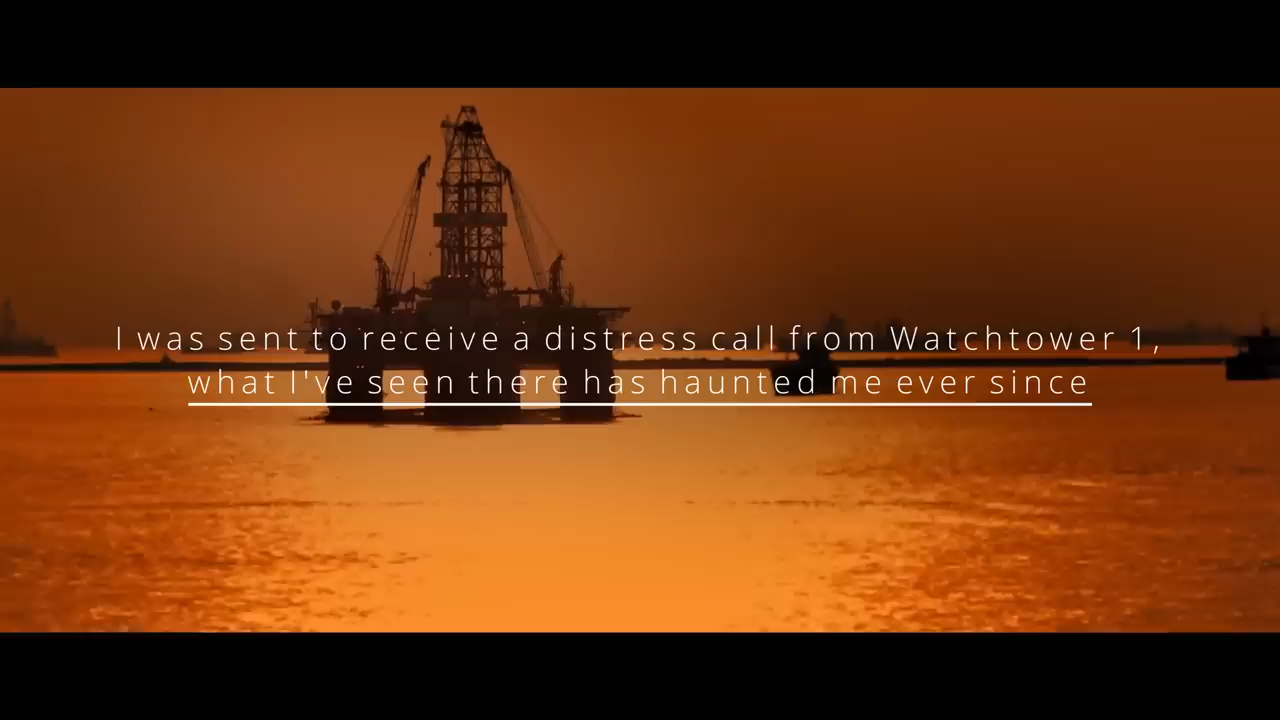 I was sent to receive a distress call from Watchtower 1,
what I've seen there has haunted me ever since